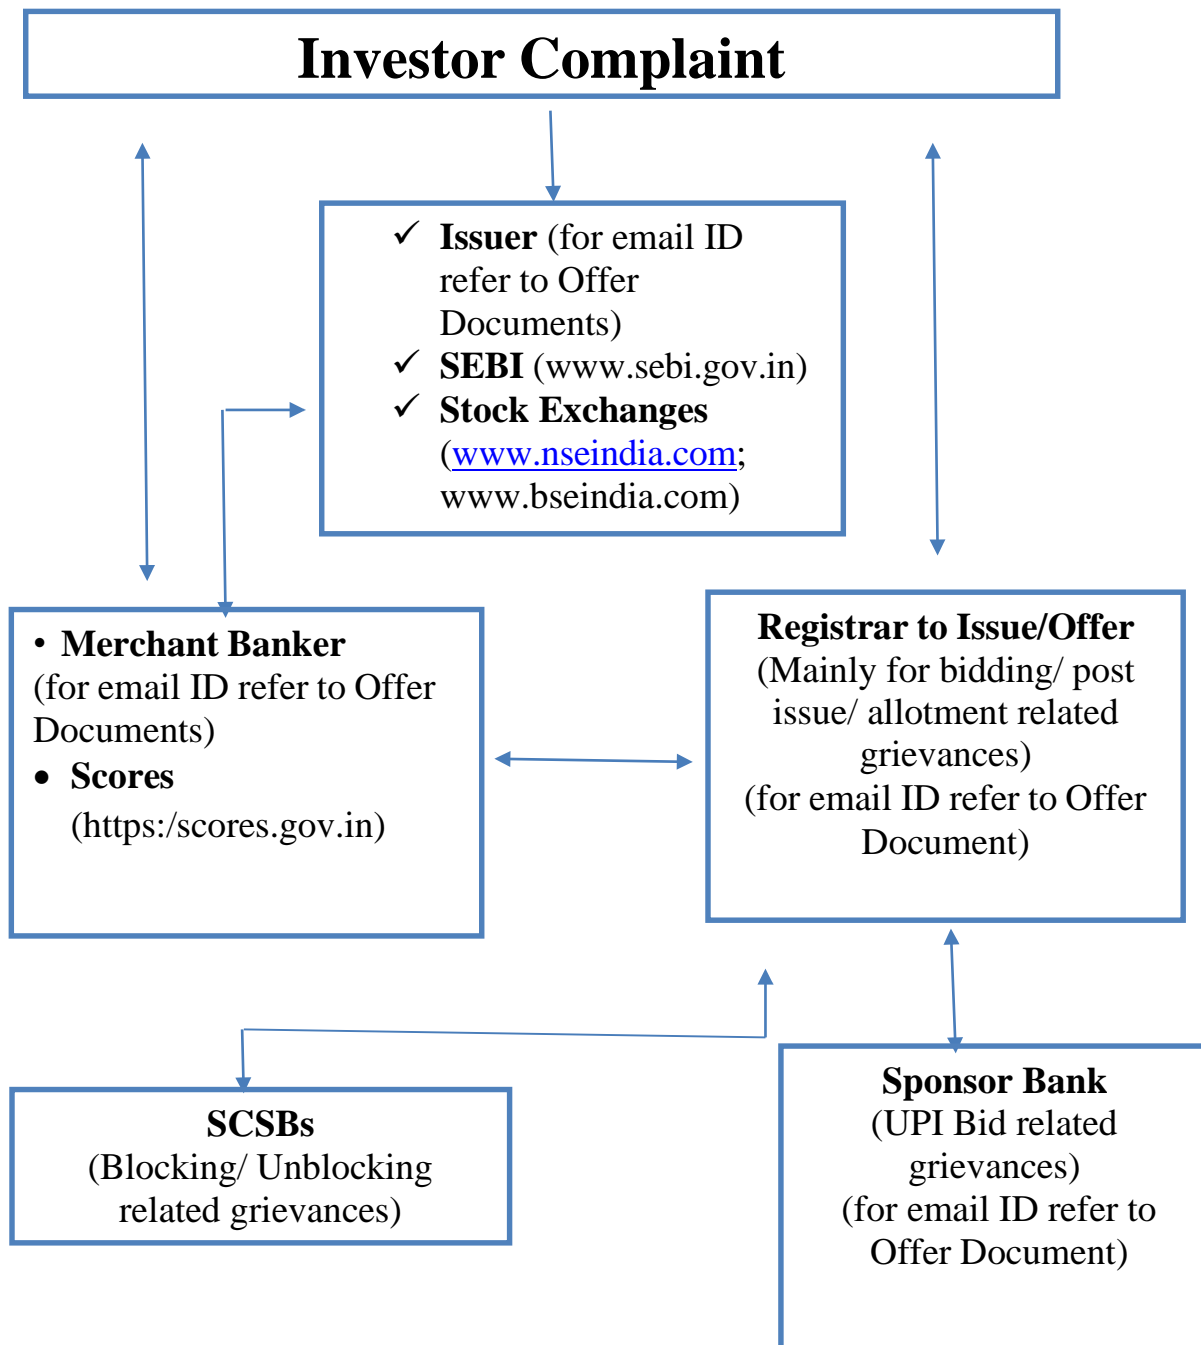 Investor Complaint
✓ Issuer (for email ID
refer to Offer
Documents)
✓ SEBI (www.sebi.gov.in)
✓ Stock Exchanges
(www.nseindia.com;
www.bseindia.com)
• Merchant Banker
(for email ID refer to Offer
Documents)
• Scores
(https:/scores.gov.in)
Registrar to Issue/Offer
(Mainly for bidding/ post
issue/ allotment related
grievances)
(for email ID refer to Offer
Document)
SCSBs
(Blocking/ Unblocking
related grievances)
Sponsor Bank
(UPI Bid related
grievances)
(for email ID refer to
Offer Document)